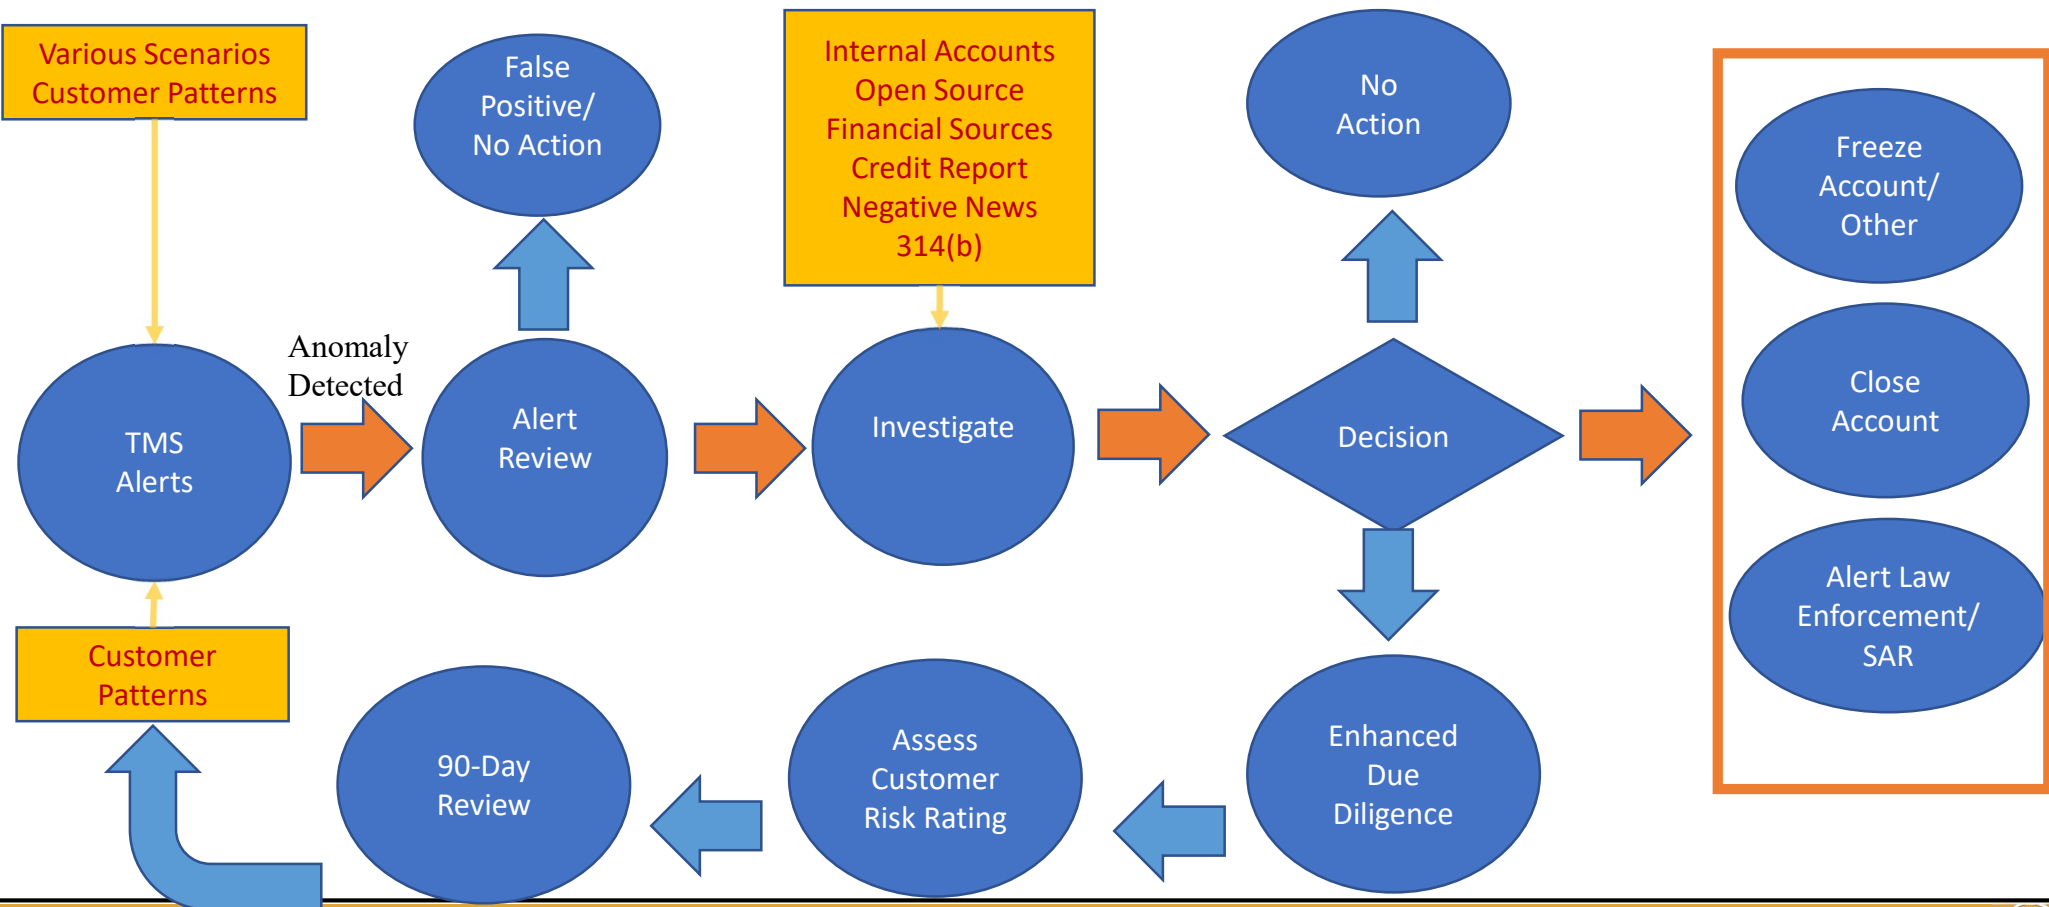 Various Scenarios
Customer Patterns
False
Positive/
No Action
Internal Accounts
Open Source
Financial Sources
Credit Report
Negative News
314(b)
No
Action
Freeze
Account/
Other
Anomaly
Detected
TMS
Alerts
Alert
Review
Investigate
Decision
Close
Account
Alert Law
Enforcement/
SAR
Customer
Patterns
90-Day
Review
Assess
Customer
Risk Rating
Enhanced
Due
Diligence